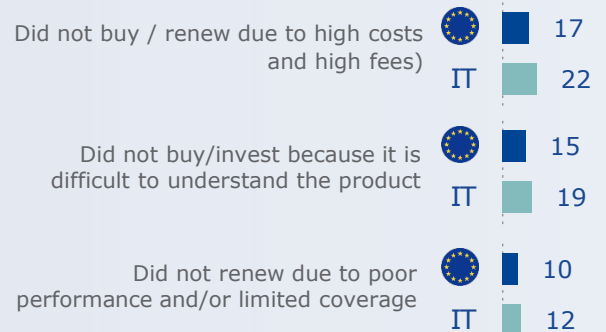 Did not buy / renew due to high costs
and high fees)
17
IT 22
Did not buy/invest because it is
difficult to understand the product
15
IT 19
Did not renew due to poor
performance and/or limited coverage
10
IT 12